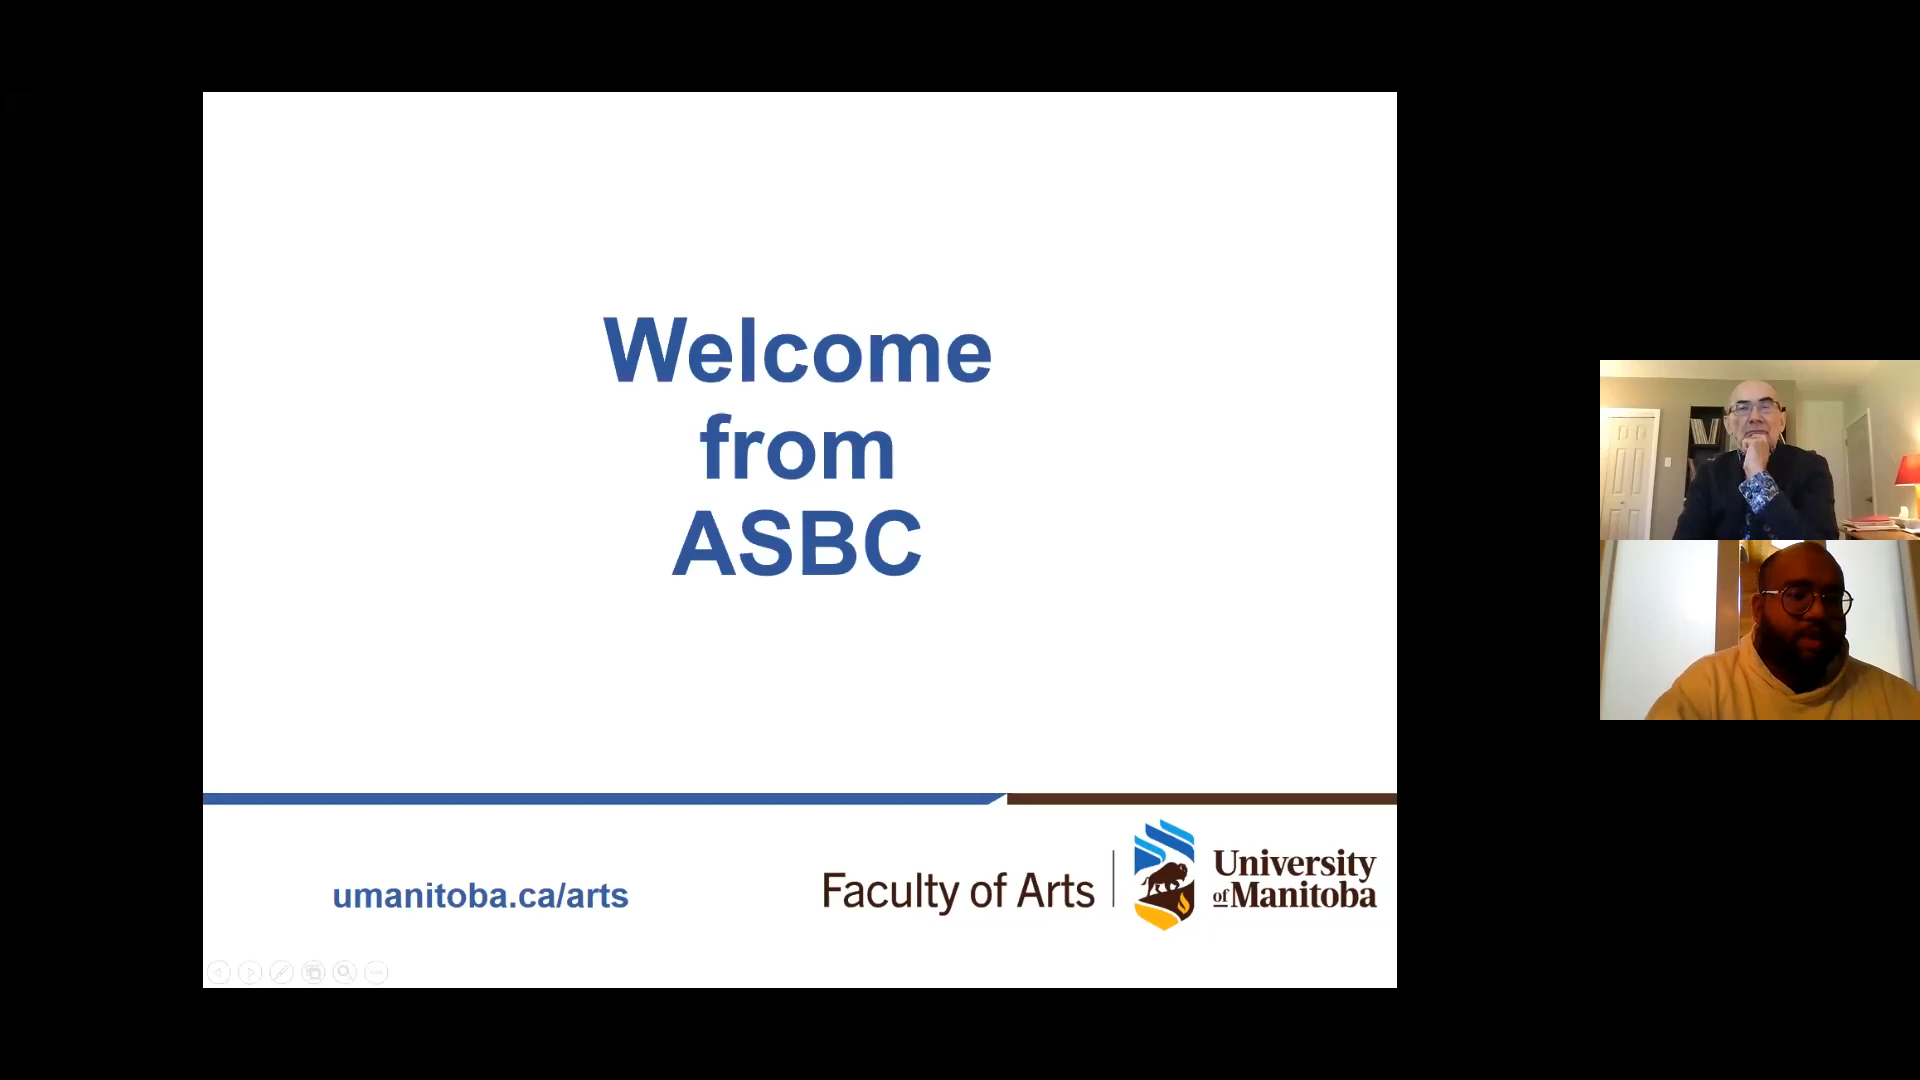 Welcome
from
ASBC
umanitoba.ca/arts
Faculty of Arts
University
of Manitoba